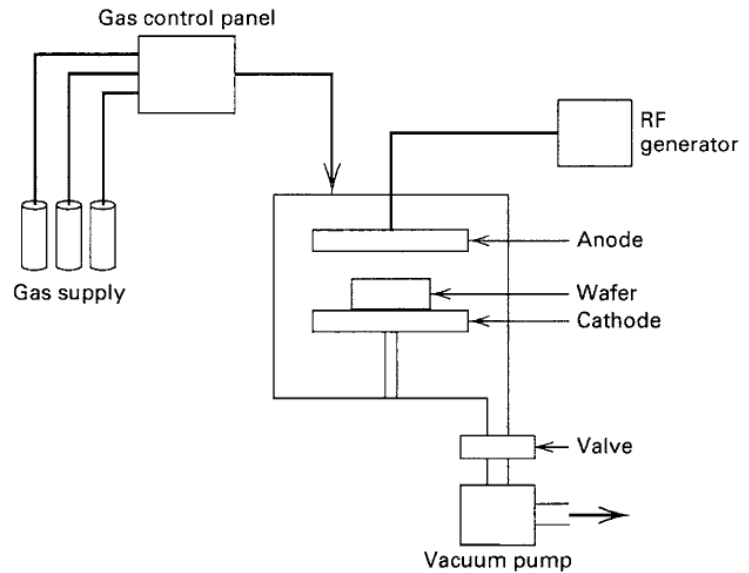 Gas control panel
RF
generator
Anode
Wafer
Cathode
Gas supply
Valve
Vacuum pump